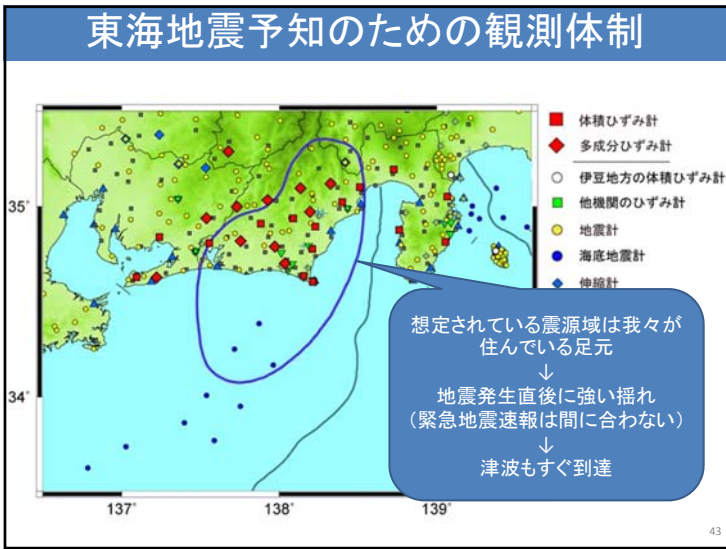 東海地震予知のための観測体制
体積ひずみ計
多成分ひずみ計
伊豆地方の体積ひずみ計
他機関のひずみ計
地震計
海底地震計
伸縮計
35°
34°
137°
138°
139°
想定されている震源域は我々が
住んでいる足元
↓
地震発生直後に強い揺れ
（緊急地震速報は間に合わない）
↓
津波もすぐ到達
43